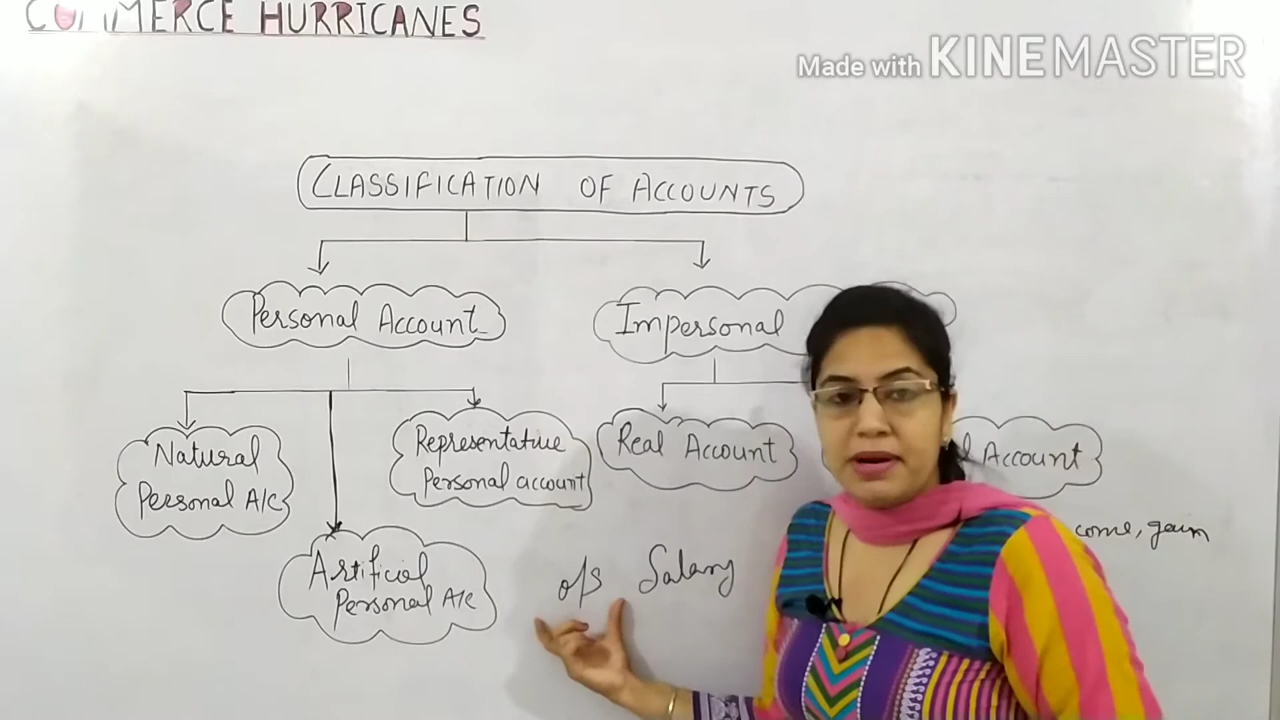 COMMERCE HURRICANES
Made with KINEMASTER
CLASSIFICATION OF ACCOUNTS
Personal Account
Impersonal
Natural
Personal A/C
Representative
Personal account
Real Account
Account
Artificial
Personal A/c
o/s Salary
come, gain